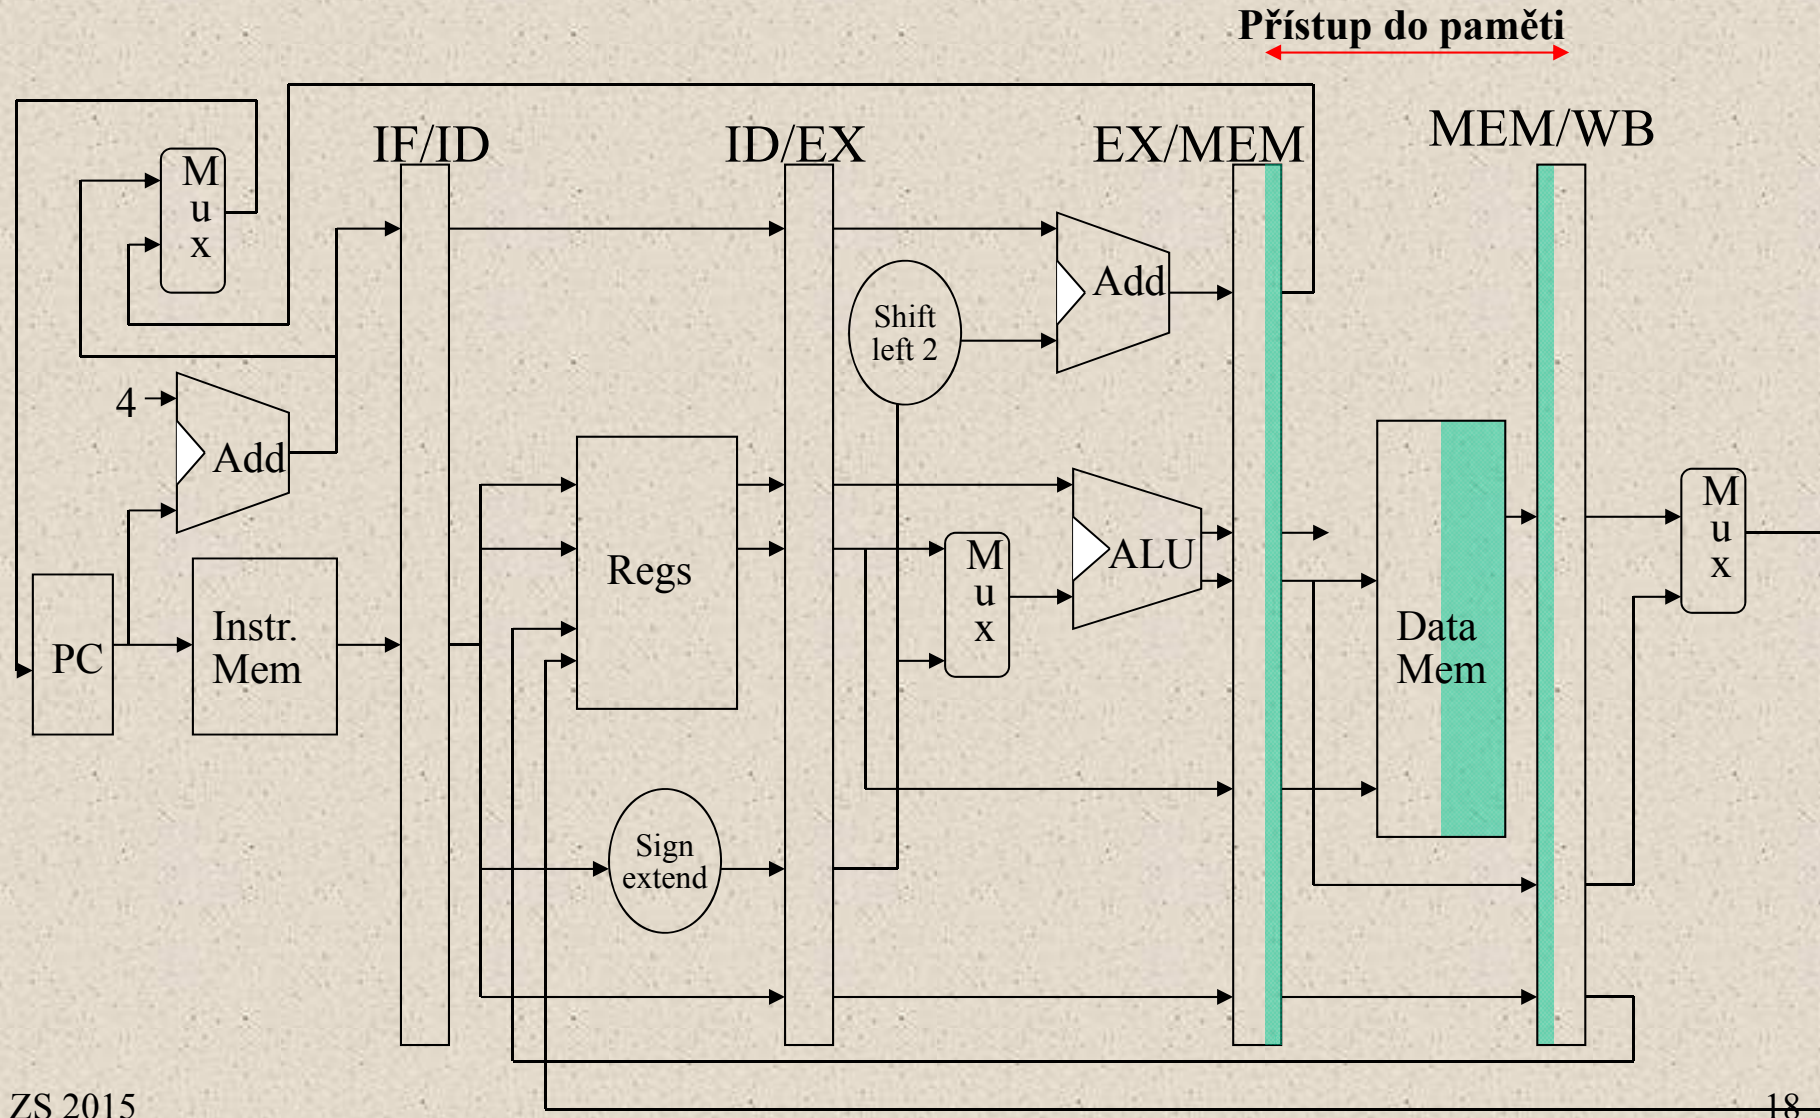 Přístup do paměti
IF/ID
ID/EX
EX/MEM
MEM/WB
M
u
x
4
Add
PC
Instr.
Mem
Regs
Sign
extend
Shift
left 2
Add
M
u
x
ALU
Data
Mem
M
u
x
ZS 2015
18